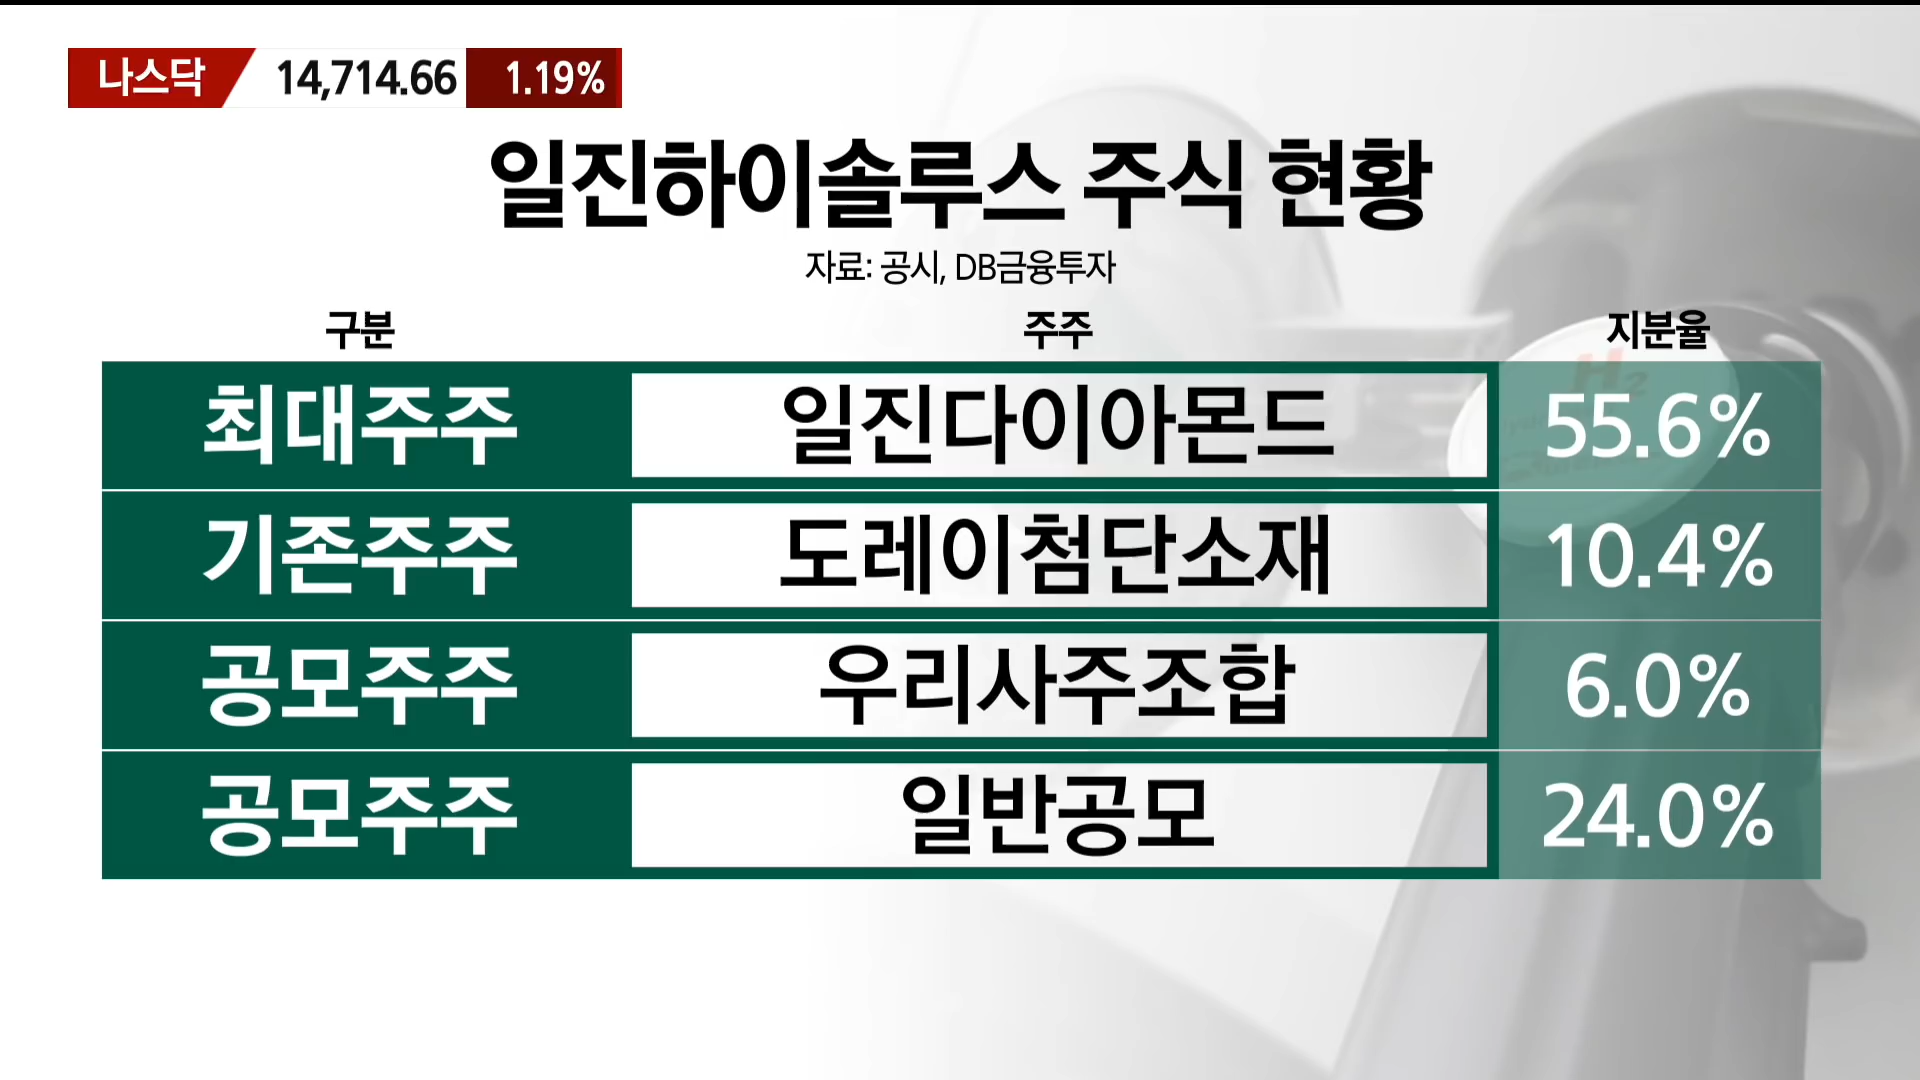 나스닥 14,714.66 1.19%
일진하이솔루스 주식 현황
자료: 공시, DB금융투자
구분 주주 지분율
최대주주 일진다이아몬드 55.6%
기존주주 도레이첨단소재 10.4%
공모주주 우리사주조합 6.0%
공모주주 일반공모 24.0%
H2